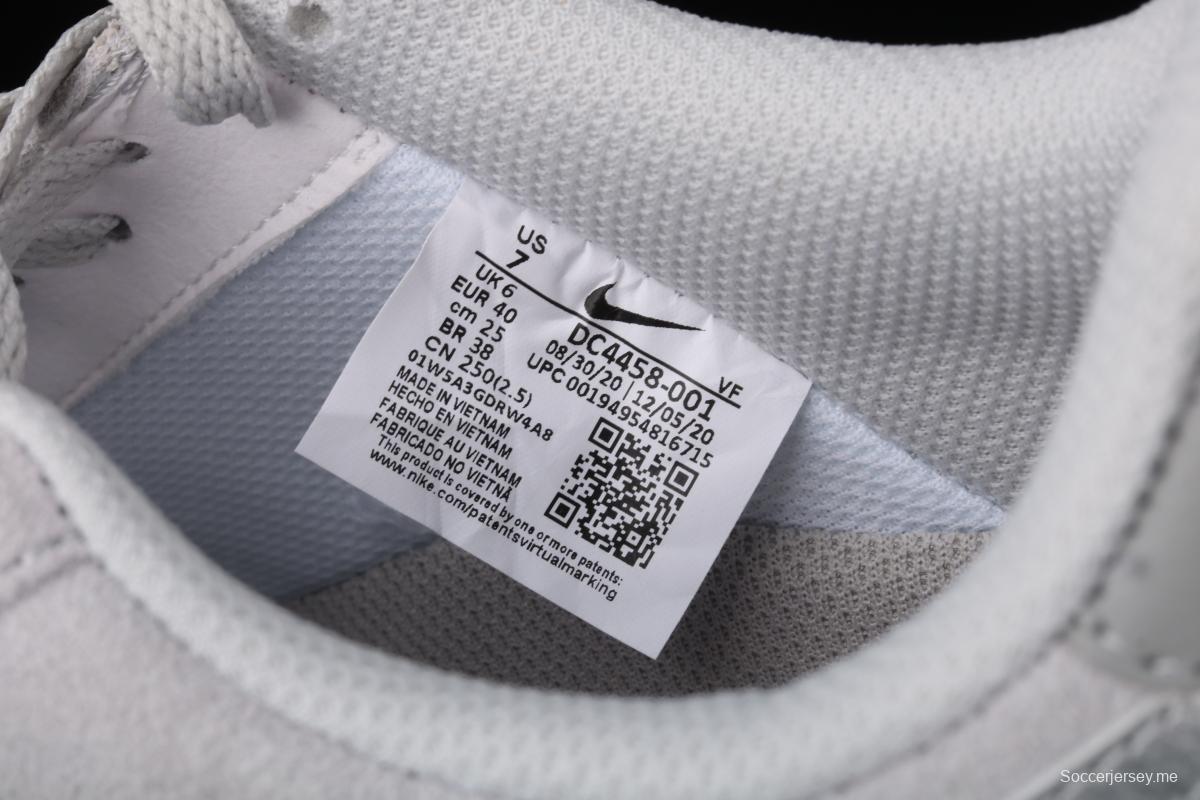 US
7
UK 6
EUR 40
cm 25
BR 38
CN 250(2.5)
01W5A3GDRW4A8
MADE IN VIETNAM
HECHO EN VIETNAM
FABRIQUE AU VIETNAM
FABRICADO NO VIETNÃ
This product is covered by one or more patents:
www.nike.com/patentsvirtualmarking
DC4458-001
VF
08/30/20 | 12/05/20
UPC 00194954816715
Soccerjersey.me